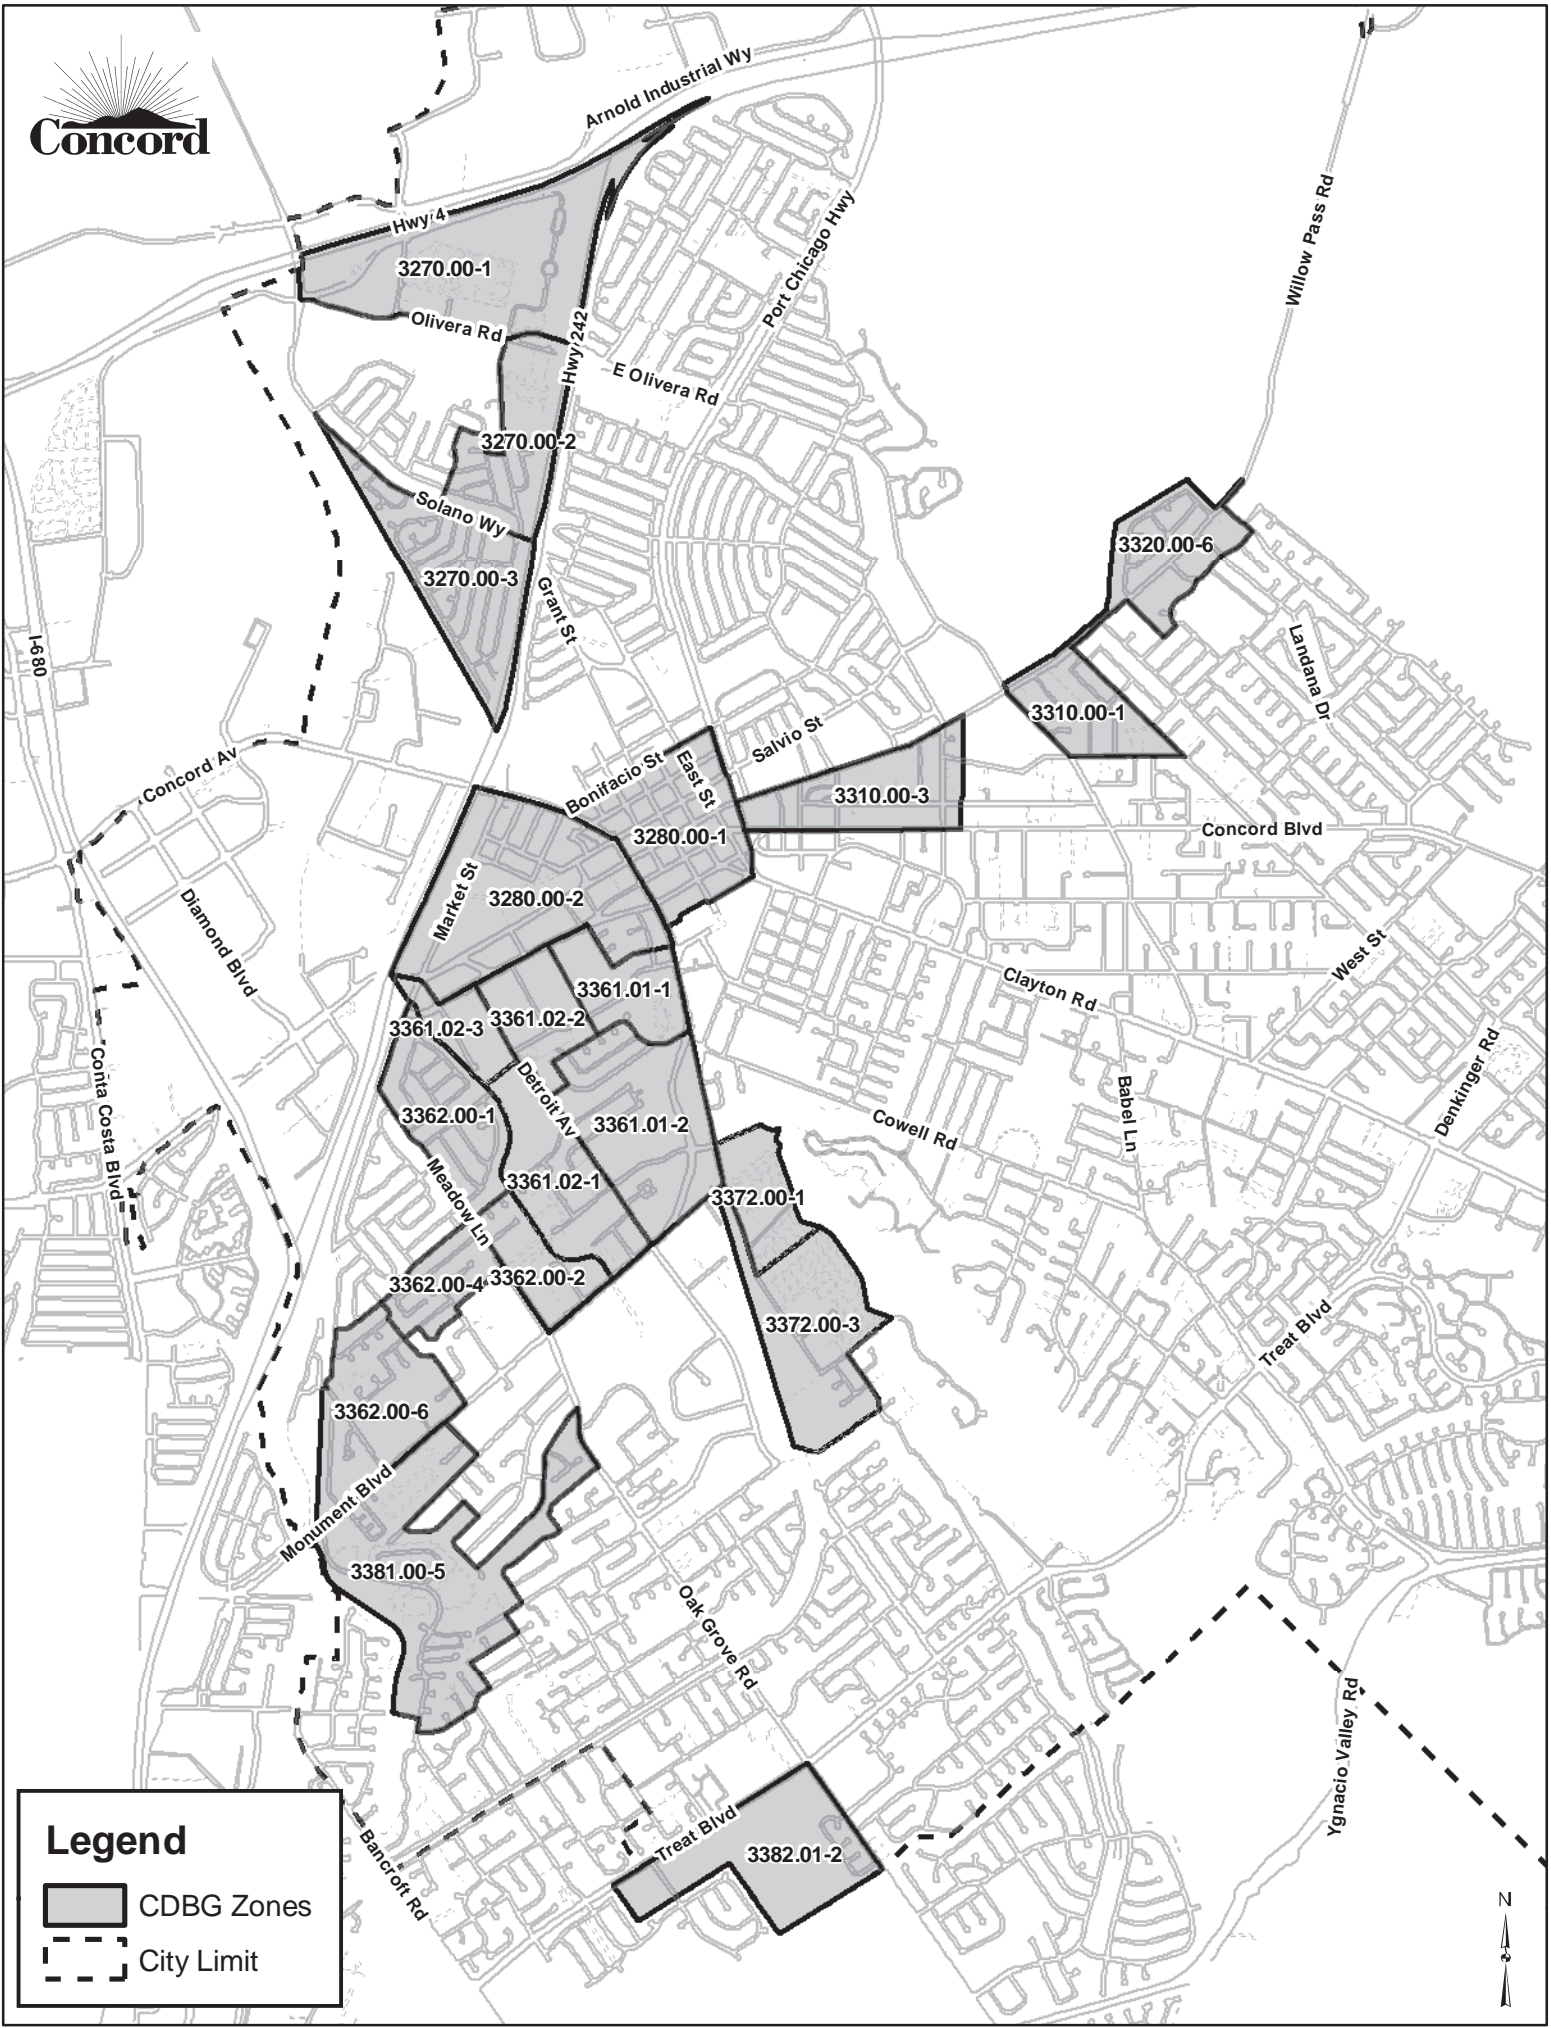 Concord
Arnold Industrial Wy
Hwy 4
3270.00-1
Olivera Rd
Hwy 242
E Olivera Rd
Port Chicago Hwy
Willow Pass Rd
3270.00-2
Solano Wy
3270.00-3
Grant St
3320.00-6
Landana Dr
3310.00-1
I-680
Concord Av
Salvio St
Bonifacio St
East St
3310.00-3
3280.00-1
Concord Blvd
Market St
3280.00-2
Diamond Blvd
West St
Clayton Rd
3361.01-1
3361.02-2
3361.02-3
Denkinger Rd
Conta Costa Blvd
Detroit Av
Babel Ln
3362.00-1
3361.01-2
Cowell Rd
Meadow Ln
3361.02-1
3372.00-1
3362.00-4
3362.00-2
3372.00-3
Treat Blvd
3362.00-6
Monument Blvd
3381.00-5
Oak Grove Rd
Ygnacio Valley Rd
Treat Blvd
3382.01-2
Bancroft Rd
Legend
CDBG Zones
City Limit
N